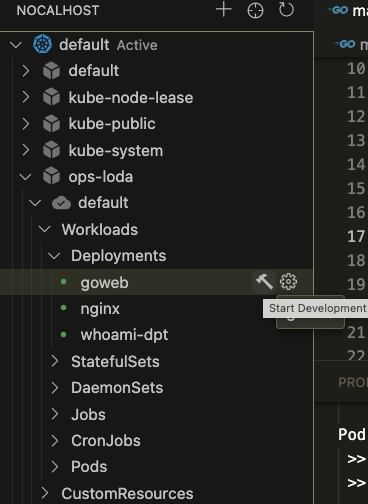 NOCALHOST
default Active
default
kube-node-lease
kube-public
kube-system
ops-loda
default
Workloads
Deployments
goweb
nginx
whoami-dpt
StatefulSets
DaemonSets
Jobs
CronJobs
Pods
CustomResources
Start Development
GO ma
GO m
10
11
12
13
14
15
16
17
18
19
21
22
PRO
Pod
>>
>>